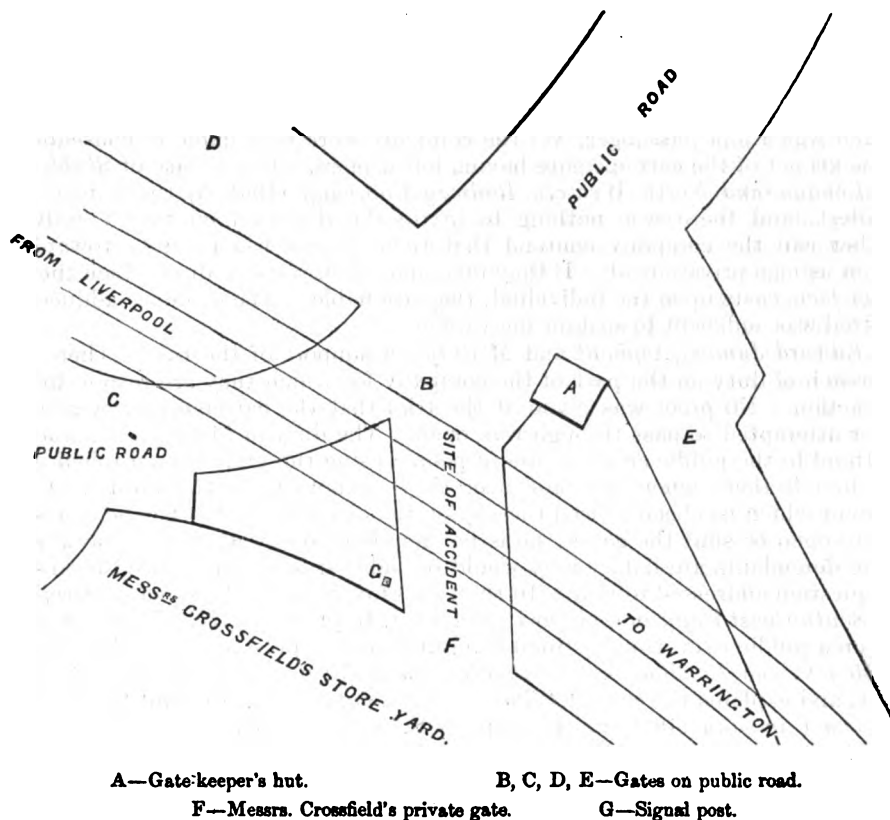 D
PUBLIC ROAD
FROM LIVERPOOL
B
A
C
PUBLIC ROAD
SITE OF ACCIDENT
E
G
MESSRS CROSSFIELD'S STORE YARD.
F
TO WARRINGTON
A—Gate-keeper's hut. B, C, D, E—Gates on public road.
F—Messrs. Crossfield's private gate. G—Signal post.